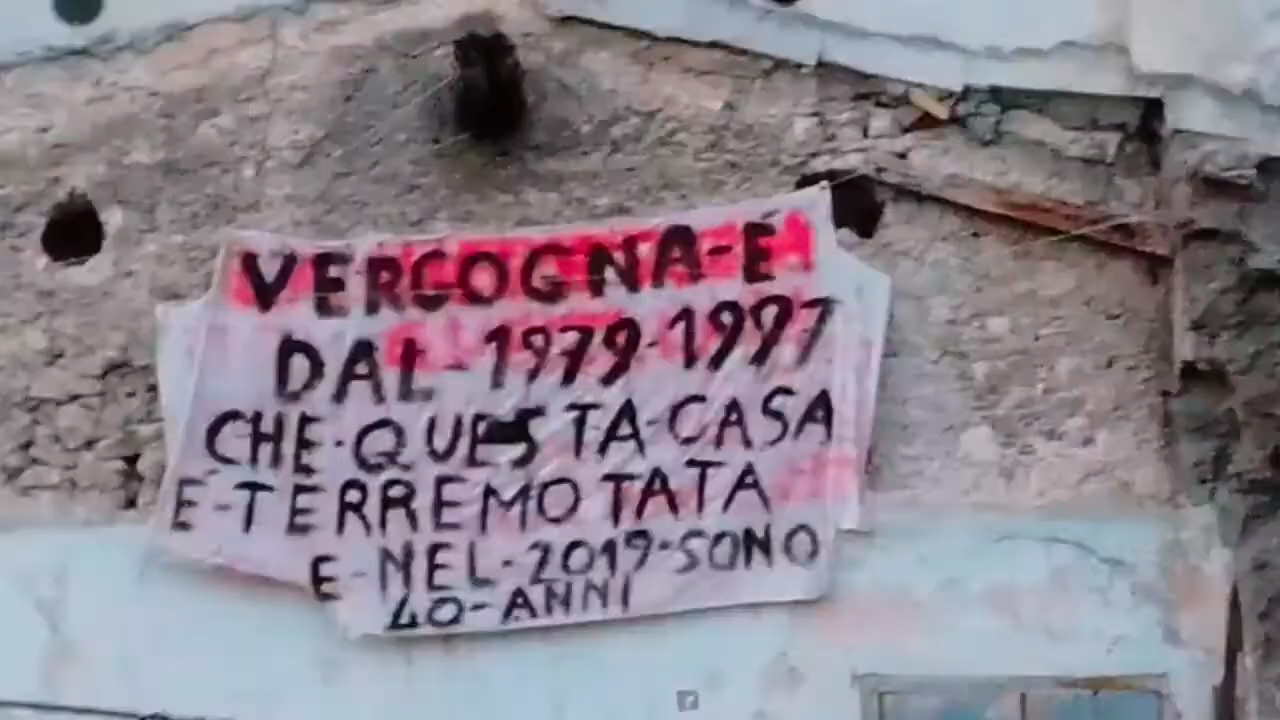 VERGOGNA-E'
DAL-1979-1997
CHE-QUESTA-CASA
E'-TERREMOTATA
E-NEL-2019-SONO
40-ANNI